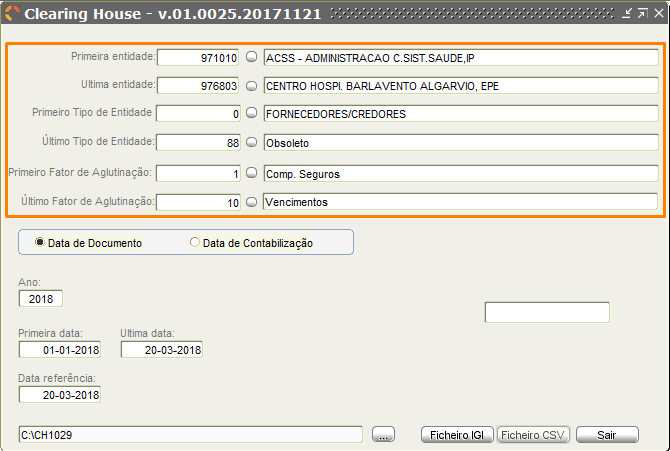 Clearing House - v.01.0025.20171121
Primeira entidade: 971010 ACSS - ADMINISTRACAO C.SIST.SAUDE,IP
Ultima entidade: 976803 CENTRO HOSPI. BARLAVENTO ALGARVIO, EPE
Primeiro Tipo de Entidade 0 FORNECEDORES/CREDORES
Último Tipo de Entidade: 88 Obsoleto
Primeiro Fator de Aglutinação: 1 Comp. Seguros
Último Fator de Aglutinação: 10 Vencimentos
Data de Documento Data de Contabilização
Ano:
2018
Primeira data: Ultima data:
01-01-2018 20-03-2018
Data referência:
20-03-2018
C:\CH1029 ... Ficheiro IGI Ficheiro CSV Sair